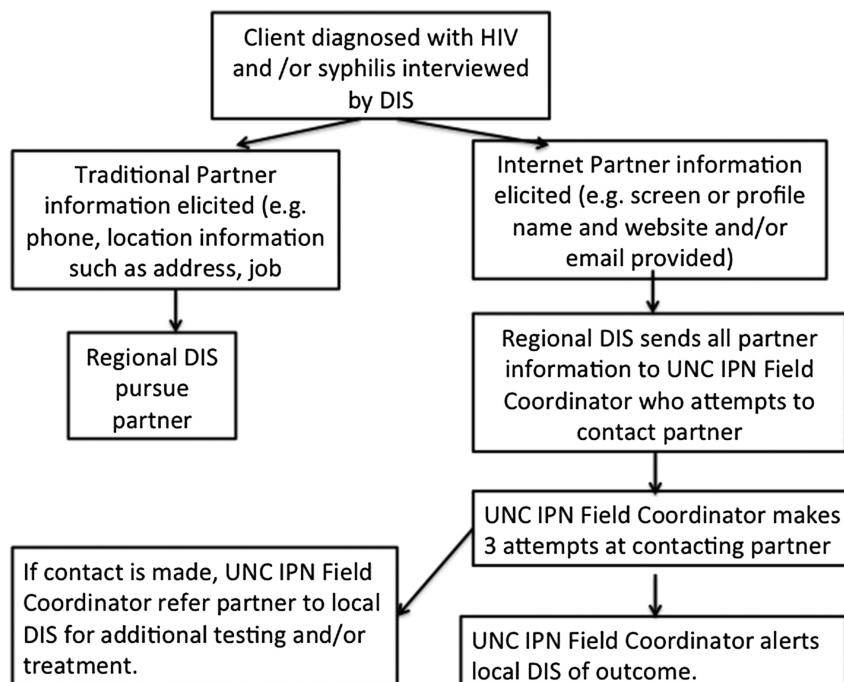 Client diagnosed with HIV
and /or syphilis interviewed
by DIS
Traditional Partner
information elicited (e.g.
phone, location information
such as address, job
Internet Partner information
elicited (e.g. screen or profile
name and website and/or
email provided)
Regional DIS
pursue
partner
Regional DIS sends all partner
information to UNC IPN Field
Coordinator who attempts to
contact partner
UNC IPN Field Coordinator makes
3 attempts at contacting partner
If contact is made, UNC IPN Field
Coordinator refer partner to local
DIS for additional testing and/or
treatment.
UNC IPN Field Coordinator alerts
local DIS of outcome.